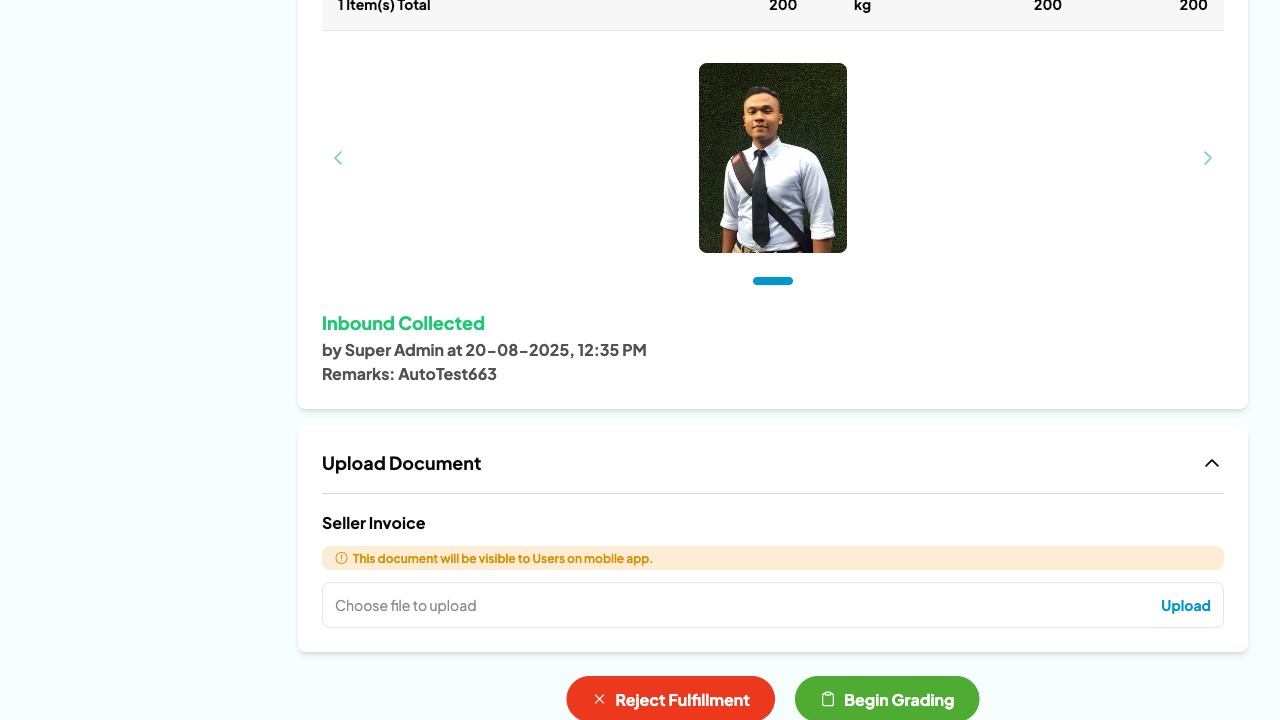 1 Item(s) Total 200 kg 200 200
Inbound Collected
by Super Admin at 20-08-2025, 12:35 PM
Remarks: AutoTest663
Upload Document
Seller Invoice
This document will be visible to Users on mobile app.
Choose file to upload Upload
Reject Fulfillment Begin Grading